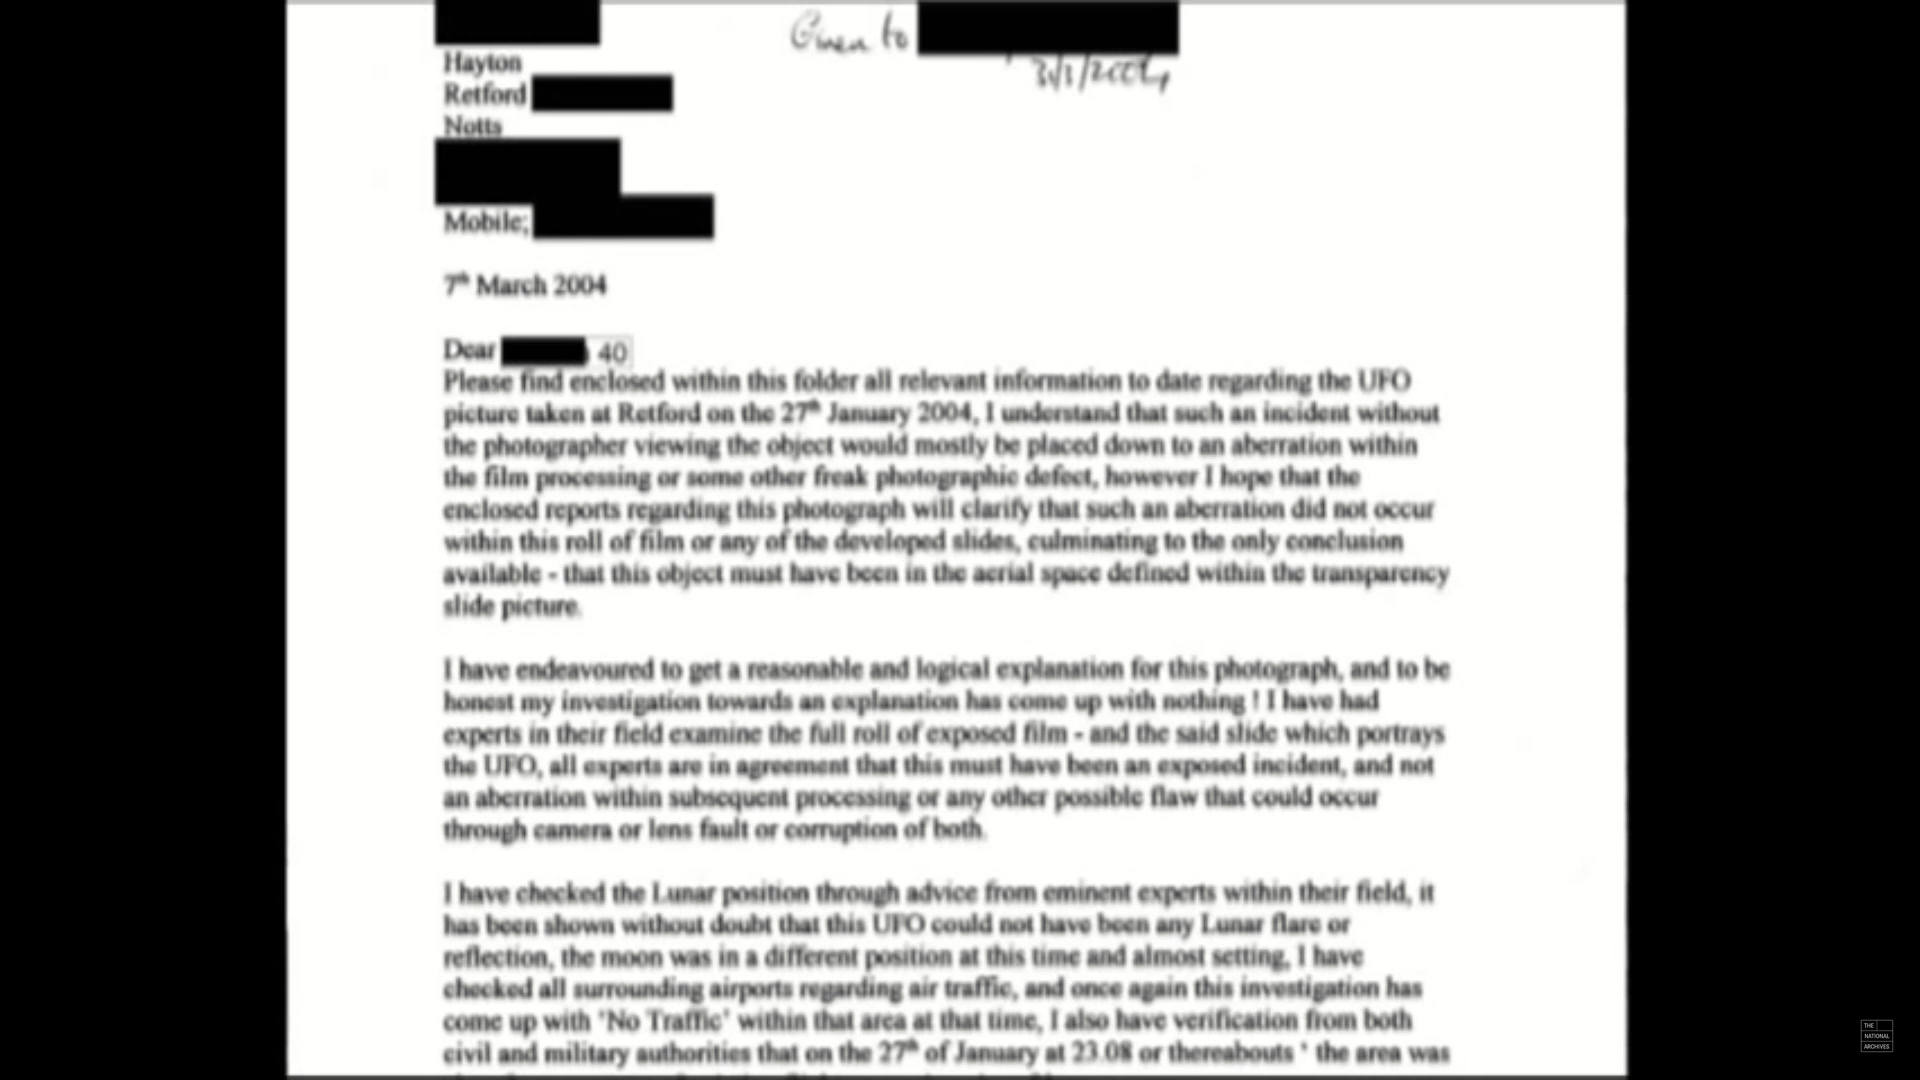 Given to
Hayton
Retford
Notts
Mobile;
7th March 2004
Dear 40
Please find enclosed within this folder all relevant information to date regarding the UFO
picture taken at Retford on the 27th January 2004, I understand that such an incident without
the photographer viewing the object would mostly be placed down to an aberration within
the film processing or some other freak photographic defect, however I hope that the
enclosed reports regarding this photograph will clarify that such an aberration did not occur
within this roll of film or any of the developed slides, culminating to the only conclusion
available - that this object must have been in the aerial space defined within the transparency
slide picture.
I have endeavoured to get a reasonable and logical explanation for this photograph, and to be
honest my investigation towards an explanation has come up with nothing ! I have had
experts in their field examine the full roll of exposed film - and the said slide which portrays
the UFO, all experts are in agreement that this must have been an exposed incident, and not
an aberration within subsequent processing or any other possible flaw that could occur
through camera or lens fault or corruption of both.
I have checked the Lunar position through advice from eminent experts within their field, it
has been shown without doubt that this UFO could not have been any Lunar flare or
reflection, the moon was in a different position at this time and almost setting, I have
checked all surrounding airports regarding air traffic, and once again this investigation has
come up with 'No Traffic' within that area at that time, I also have verification from both
civil and military authorities that on the 27th of January at 23.08 or thereabouts ' the area was
THE
NATIONAL
ARCHIVES